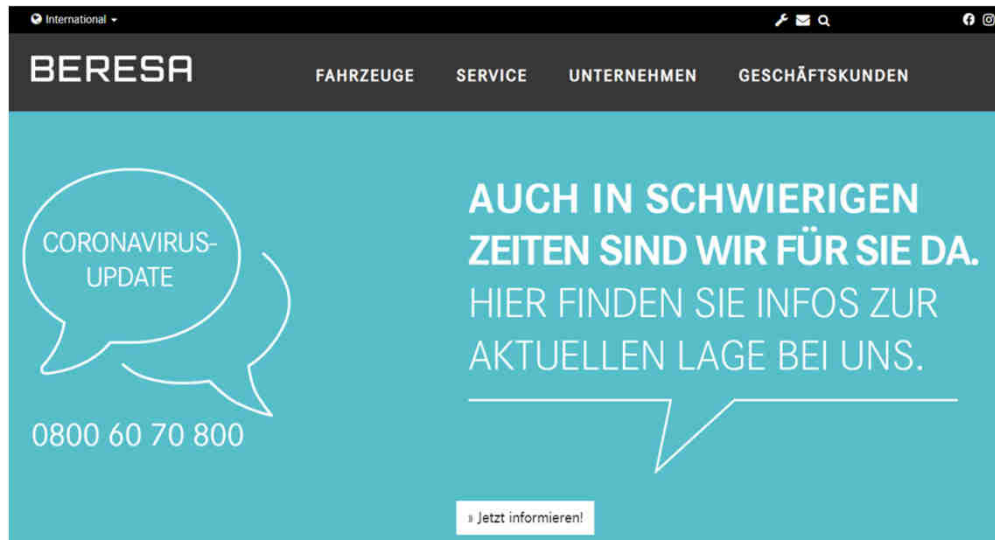 International
BERESA
FAHRZEUGE SERVICE UNTERNEHMEN GESCHÄFTSKUNDEN
CORONAVIRUS-
UPDATE
0800 60 70 800
AUCH IN SCHWIERIGEN
ZEITEN SIND WIR FÜR SIE DA.
HIER FINDEN SIE INFOS ZUR
AKTUELLEN LAGE BEI UNS.
» Jetzt informieren!